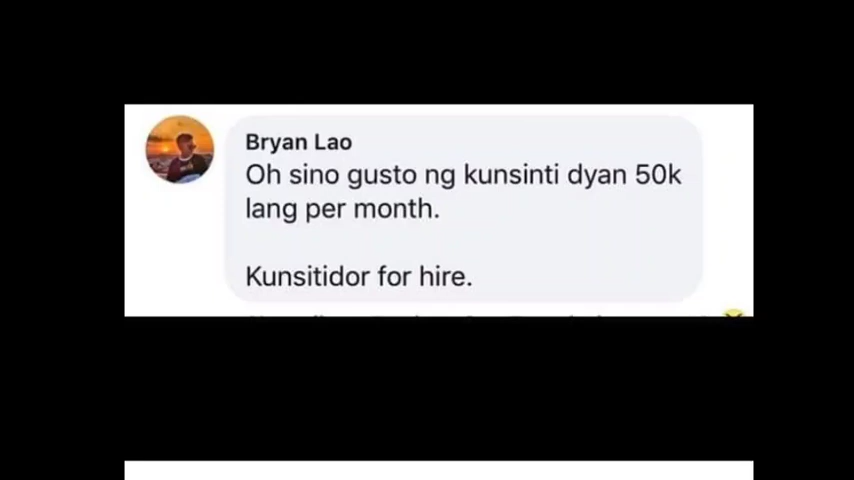 Bryan Lao
Oh sino gusto ng kunsinti dyan 50k
lang per month.
Kunsitidor for hire.